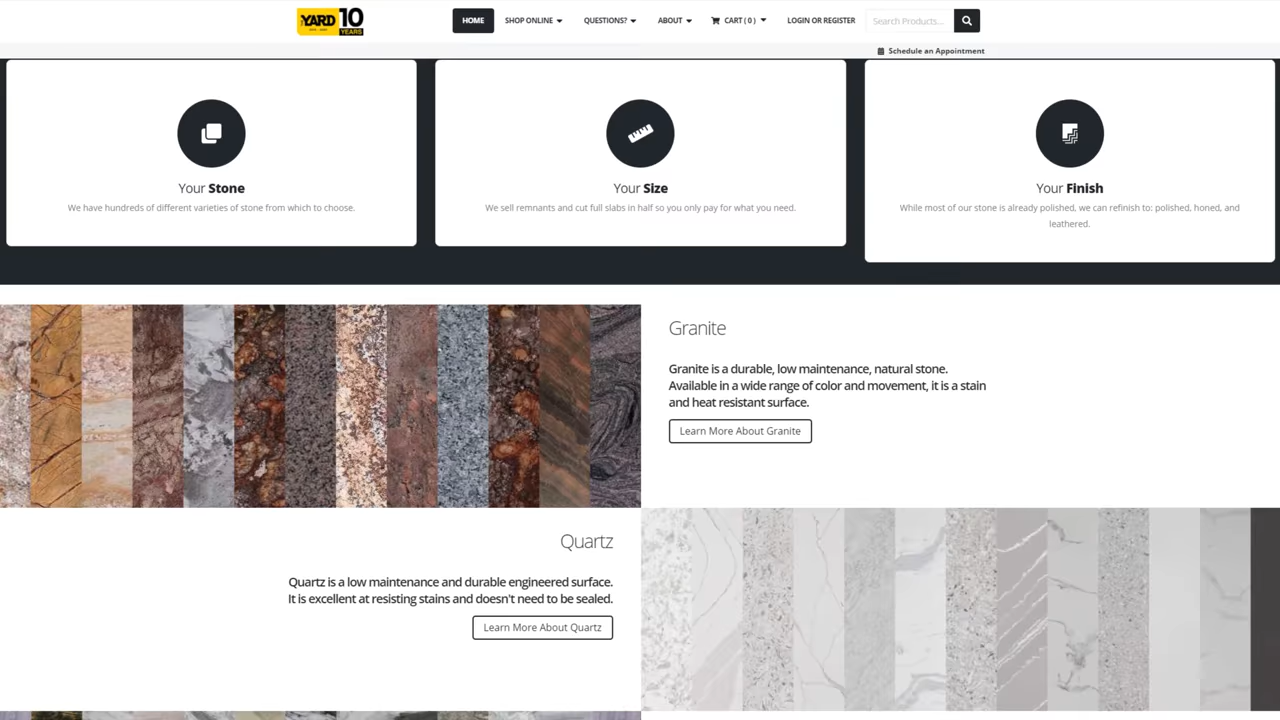 YARD 10
YEARS
HOME
SHOP ONLINE
QUESTIONS?
ABOUT
CART ( 0 )
LOGIN OR REGISTER
Search Products...
Schedule an Appointment
Your Stone
We have hundreds of different varieties of stone from which to choose.
Your Size
We sell remnants and cut full slabs in half so you only pay for what you need.
Your Finish
While most of our stone is already polished, we can refinish to: polished, honed, and
leathered.
Granite
Granite is a durable, low maintenance, natural stone.
Available in a wide range of color and movement, it is a stain
and heat resistant surface.
Learn More About Granite
Quartz
Quartz is a low maintenance and durable engineered surface.
It is excellent at resisting stains and doesn't need to be sealed.
Learn More About Quartz